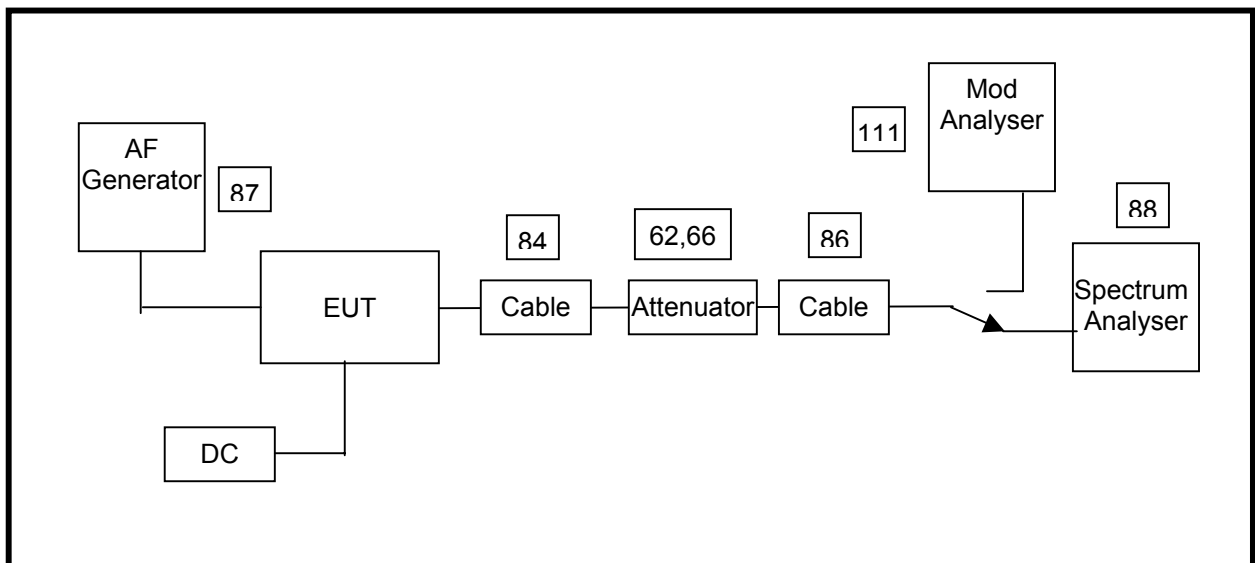 Mod
Analyser
111
AF
Generator
87
88
84
62,66
86
EUT
Cable
Attenuator
Cable
Spectrum
Analyser
DC